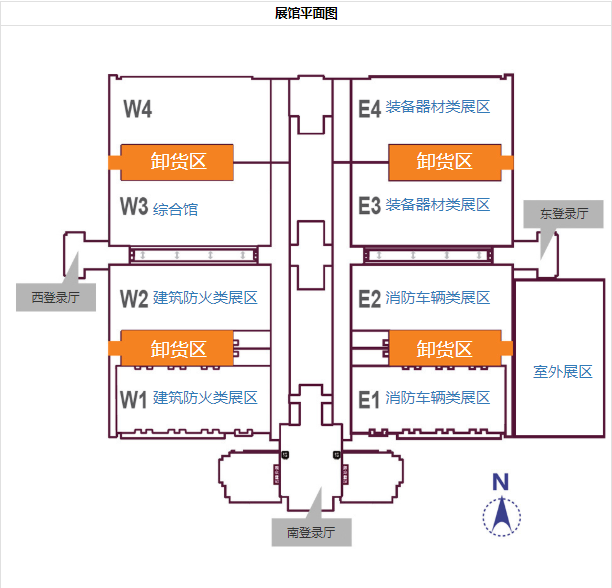 展馆平面图
W4
E4 装备器材类展区
卸货区
卸货区
W3 综合馆
E3 装备器材类展区
东登录厅
西登录厅
W2 建筑防火类展区
E2 消防车辆类展区
卸货区
卸货区
室外展区
W1 建筑防火类展区
E1 消防车辆类展区
N
南登录厅